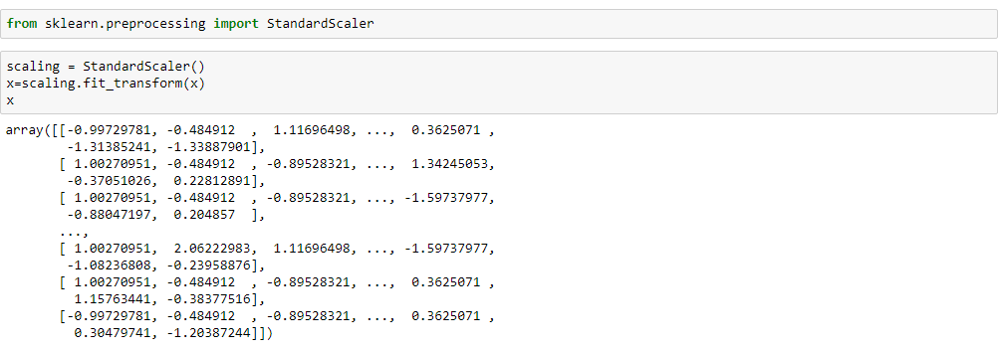 from sklearn.preprocessing import StandardScaler
scaling = StandardScaler()
x=scaling.fit_transform(x)
x
array([[-0.99729781, -0.484912  ,  1.11696498, ...,  0.3625071 ,
        -1.31385241, -1.33887901],
       [ 1.00270951, -0.484912  , -0.89528321, ...,  1.34245053,
        -0.37051026,  0.22812891],
       [ 1.00270951, -0.484912  , -0.89528321, ..., -1.59737977,
        -0.88047197,  0.204857  ],
       ...,
       [ 1.00270951,  2.06222983,  1.11696498, ..., -1.59737977,
        -1.08236808, -0.23958876],
       [ 1.00270951, -0.484912  , -0.89528321, ...,  0.3625071 ,
         1.15763441, -0.38377516],
       [-0.99729781, -0.484912  , -0.89528321, ...,  0.3625071 ,
         0.30479741, -1.20387244]])